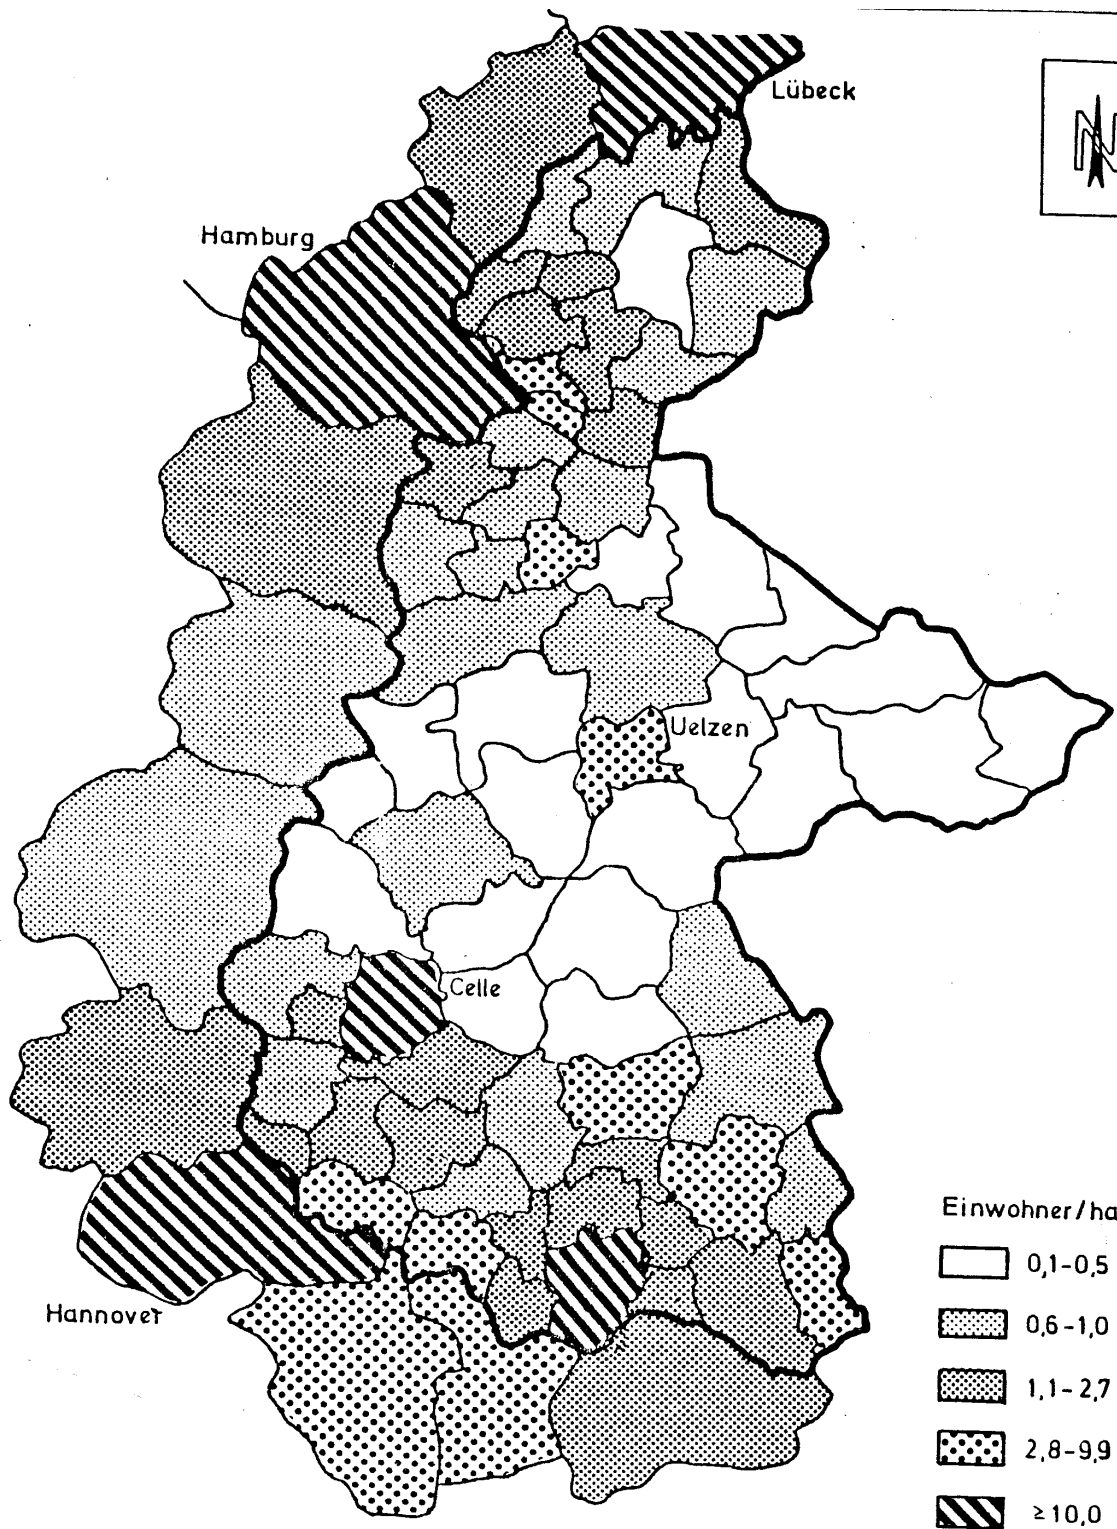 Lübeck
N
Hamburg
Uelzen
Celle
Hannover
Einwohner/ha
0,1-0,5
0,6-1,0
1,1-2,7
2,8-9,9
≥10,0